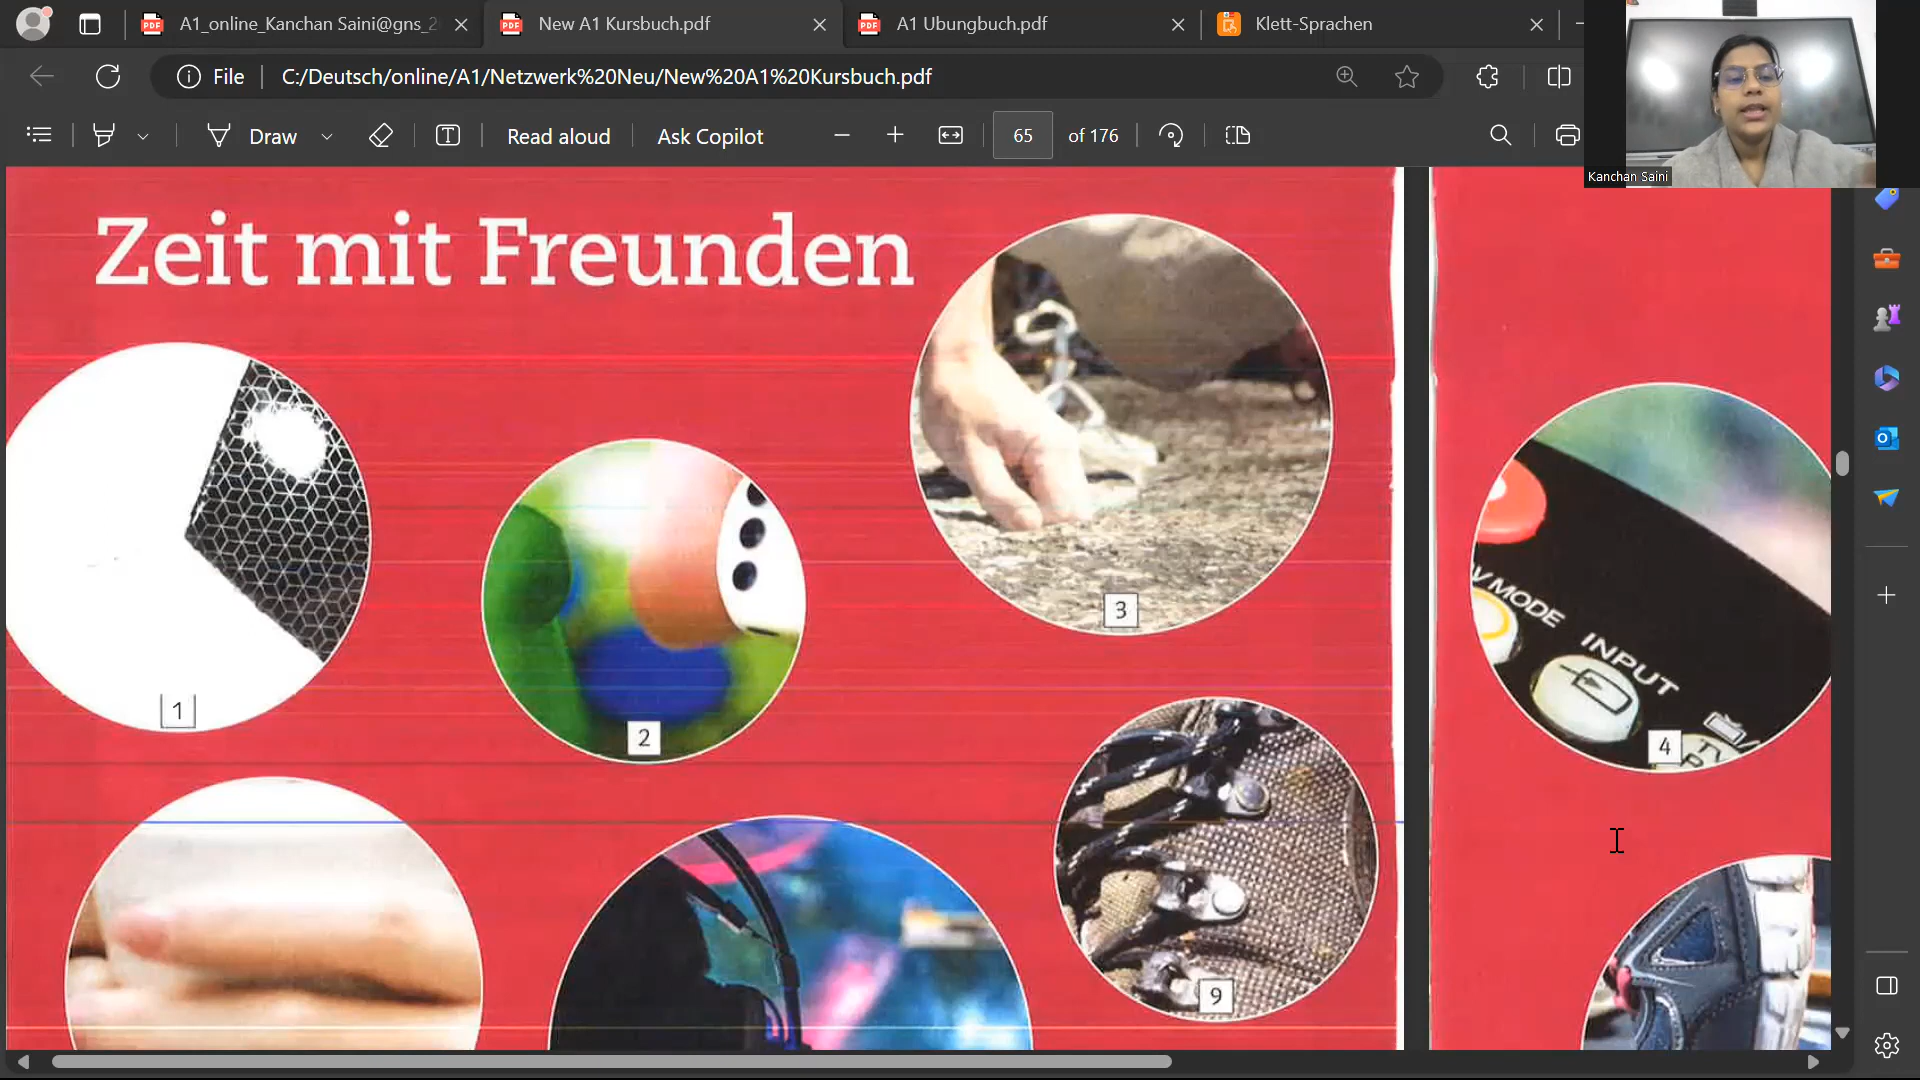 A1_online_Kanchan Saini@gns_2
New A1 Kursbuch.pdf
A1 Ubungbuch.pdf
Klett-Sprachen
File
C:/Deutsch/online/A1/Netzwerk%20Neu/New%20A1%20Kursbuch.pdf
Draw
Read aloud
Ask Copilot
65
of 176
Kanchan Saini
Zeit mit Freunden
1
2
3
MODE
INPUT
4
TV
9